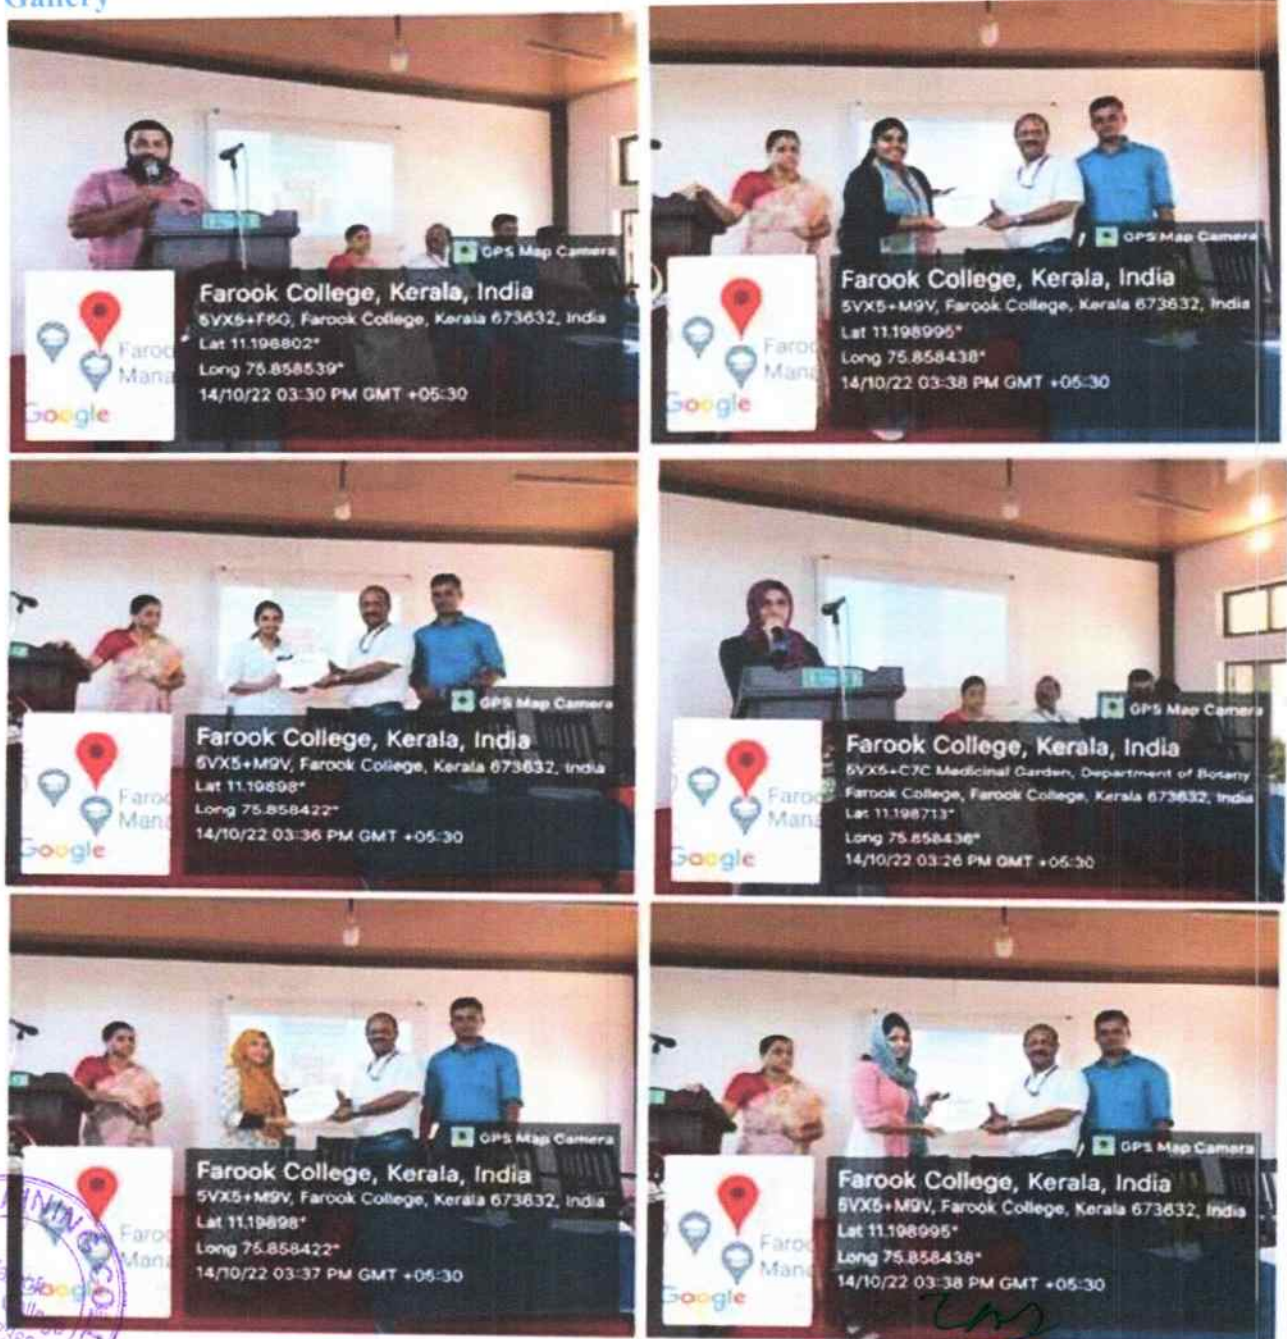 Gallery
GPS Map Camera
Farook College, Kerala, India
5VX5+F6G, Farook College, Kerala 673632, India
Lat 11.198802°
Long 75.858539°
14/10/22 03:30 PM GMT +05:30
Google
GPS Map Camera
Farook College, Kerala, India
5VX5+M9V, Farook College, Kerala 673632, India
Lat 11.198995°
Long 75.858438°
14/10/22 03:38 PM GMT +05:30
Google
GPS Map Camera
Farook College, Kerala, India
5VX5+M9V, Farook College, Kerala 673632, India
Lat 11.19898°
Long 75.858422°
14/10/22 03:36 PM GMT +05:30
Google
GPS Map Camera
Farook College, Kerala, India
5VX5+C7C Medicinal Garden, Department of Botany
Farook College, Farook College, Kerala 673632, India
Lat 11.198713°
Long 75.858436°
14/10/22 03:26 PM GMT +05:30
Google
GPS Map Camera
Farook College, Kerala, India
5VX5+M9V, Farook College, Kerala 673632, India
Lat 11.19898°
Long 75.858422°
14/10/22 03:37 PM GMT +05:30
GPS Map Camera
Farook College, Kerala, India
5VX5+M9V, Farook College, Kerala 673632, India
Lat 11.198995°
Long 75.858438°
14/10/22 03:38 PM GMT +05:30
Google